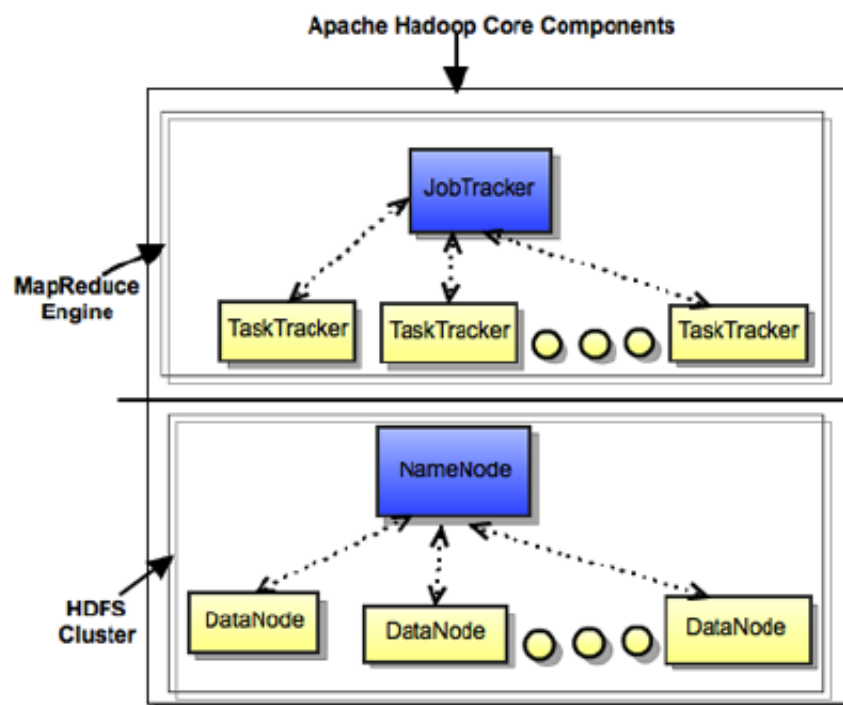 Apache Hadoop Core Components
JobTracker
MapReduce
Engine
TaskTracker
TaskTracker
TaskTracker
NameNode
HDFS
Cluster
DataNode
DataNode
DataNode